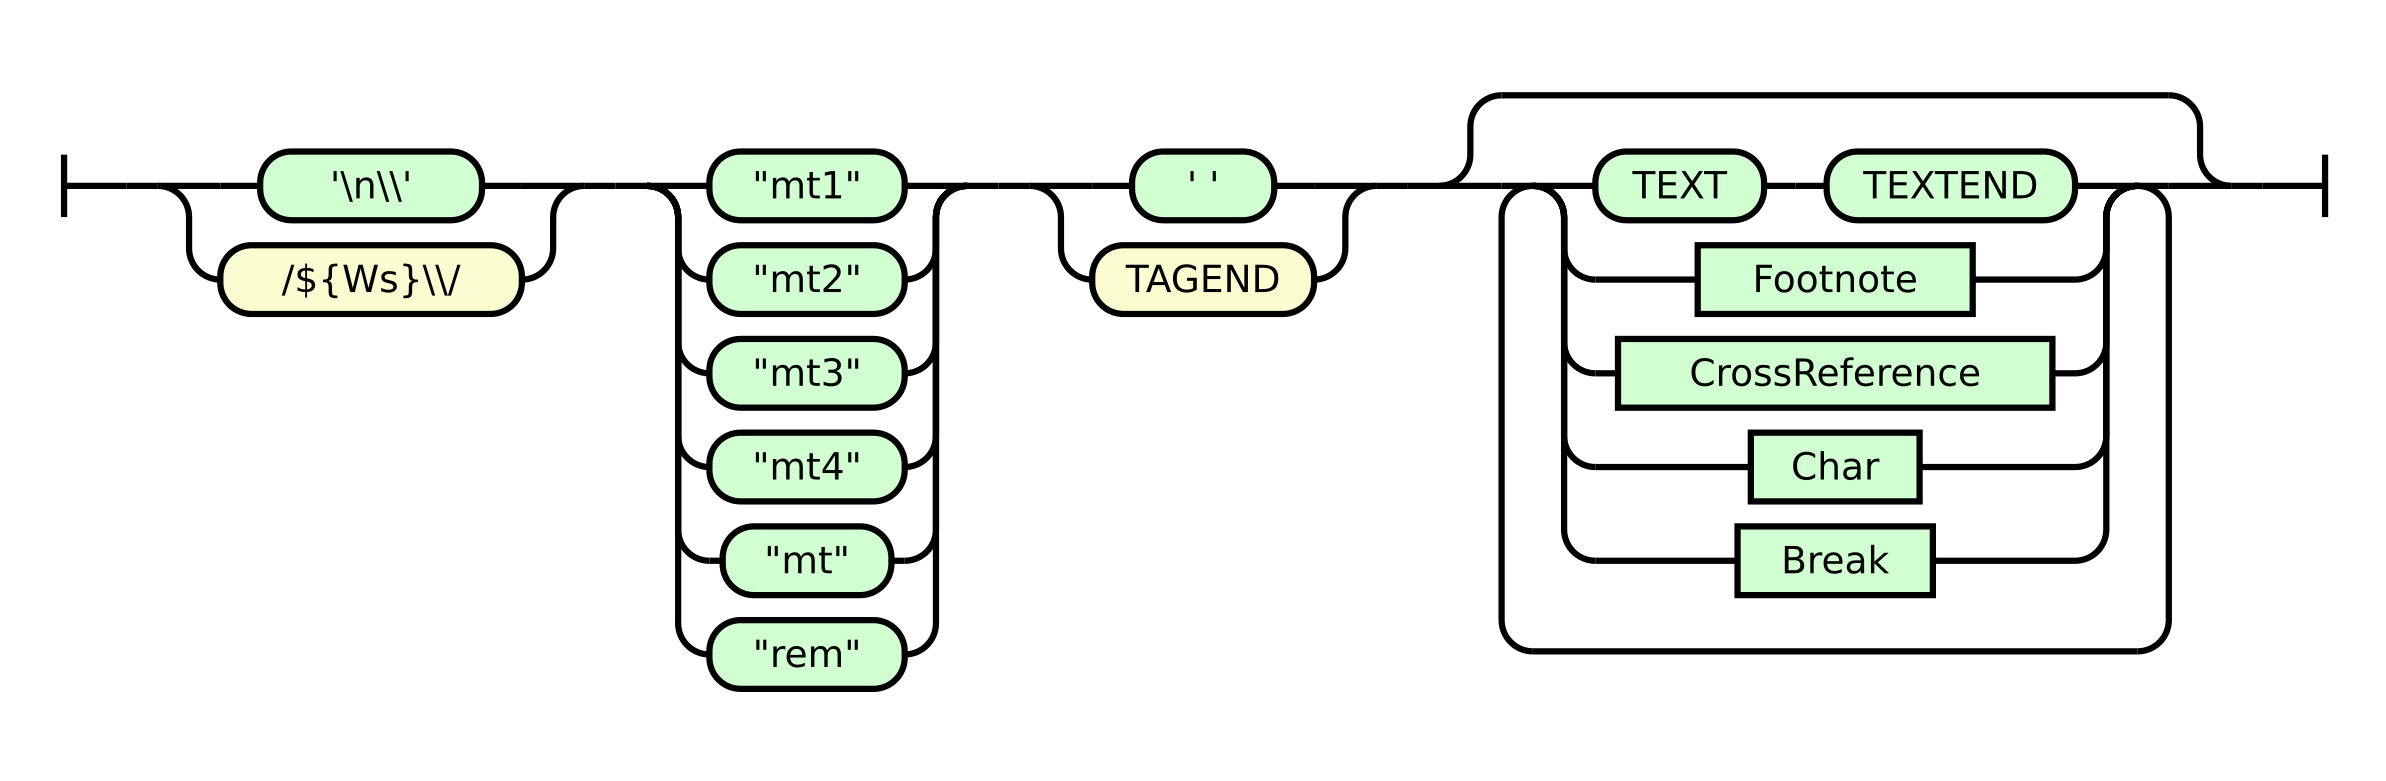 '\n\\'
/${Ws}\\/
"mt1"
"mt2"
"mt3"
"mt4"
"mt"
"rem"
' '
TAGEND
TEXT
TEXTEND
Footnote
CrossReference
Char
Break